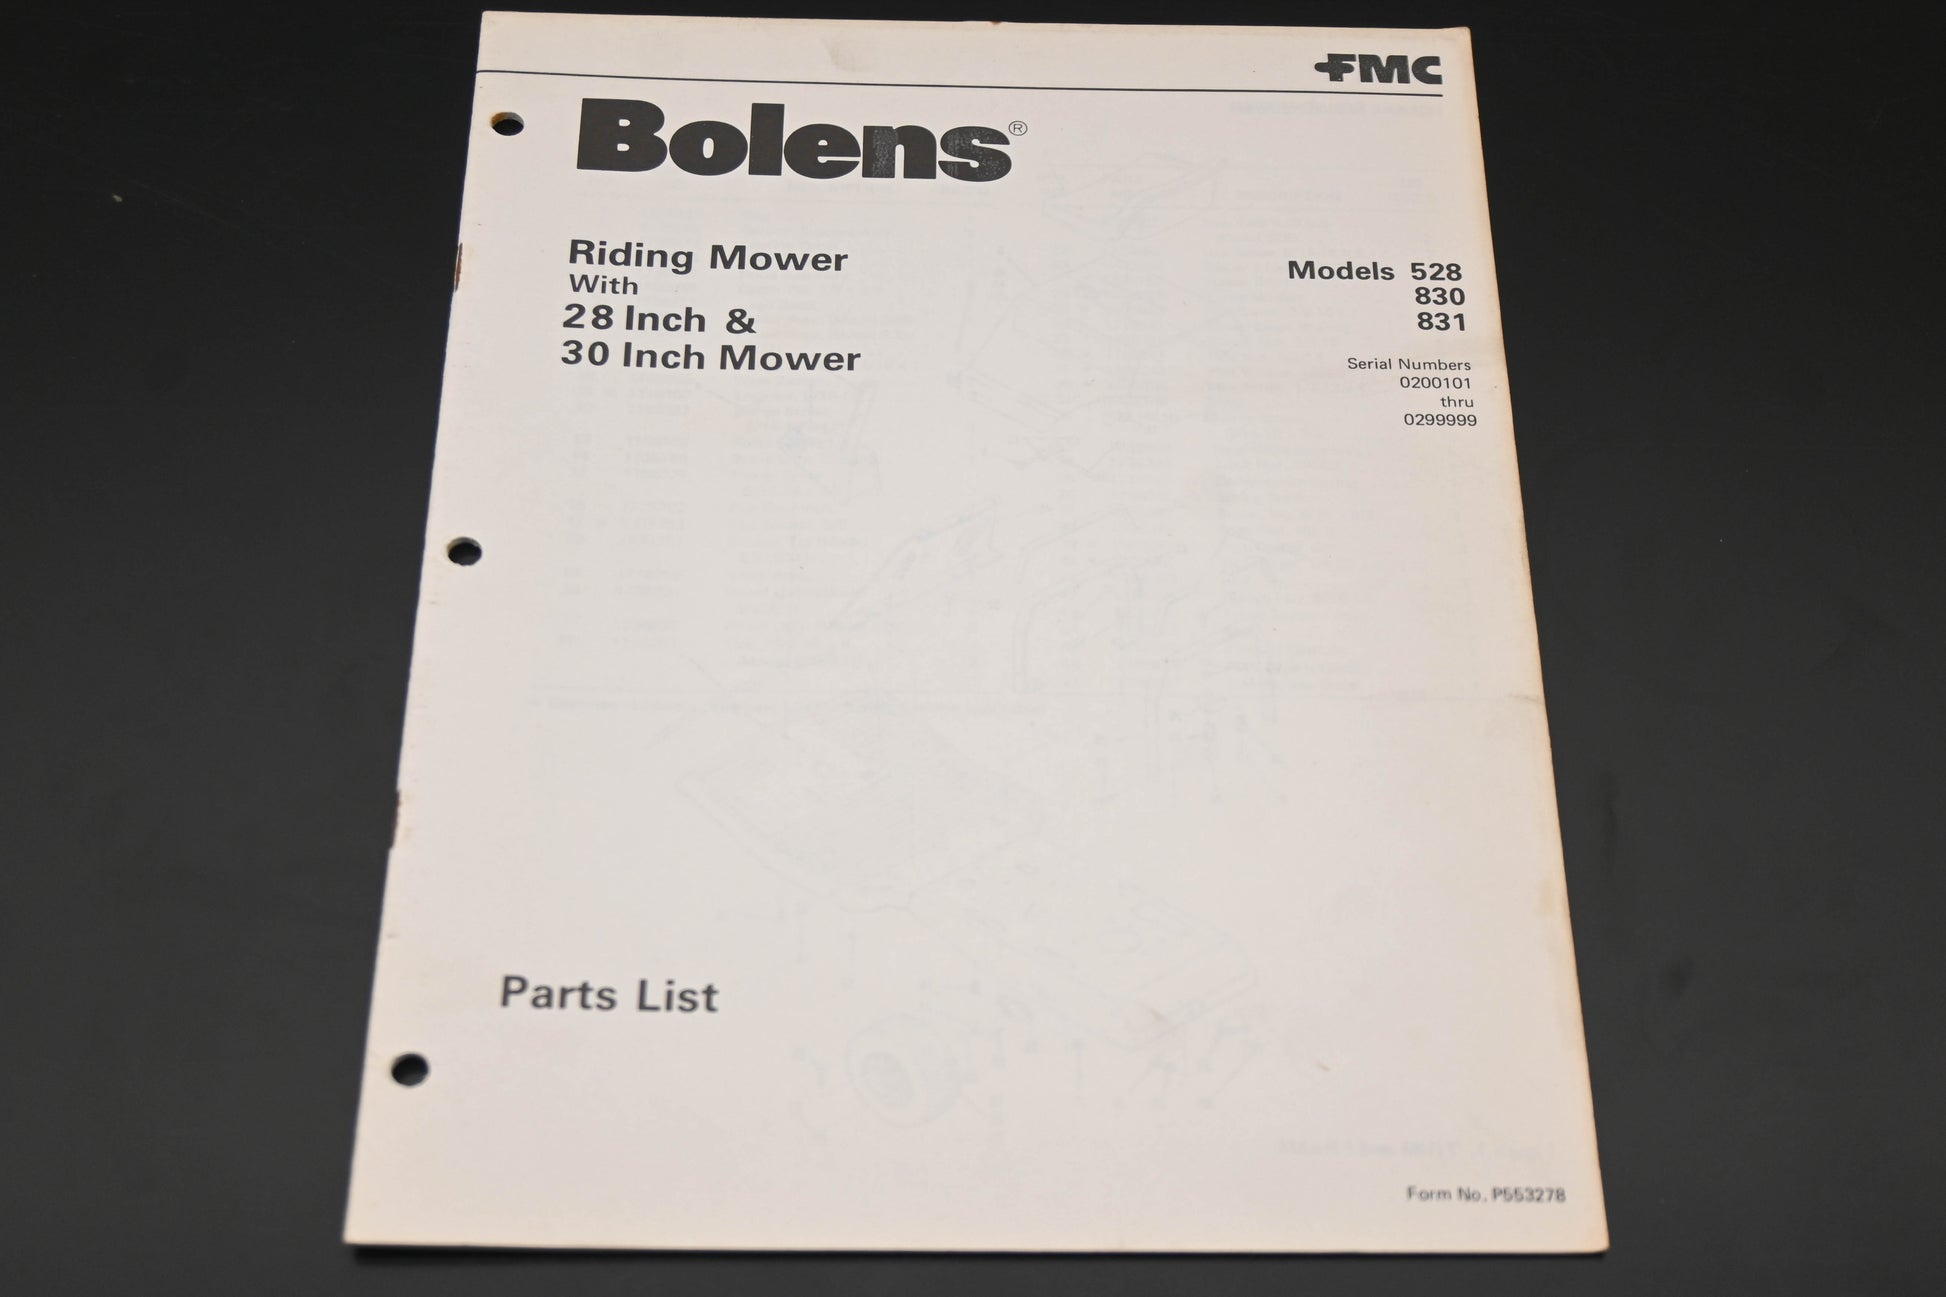 FMC
Bolens®
Riding Mower
With
28 Inch &
30 Inch Mower
Models 528
830
831
Serial Numbers
0200101
thru
0299999
Parts List
Form No. P553278